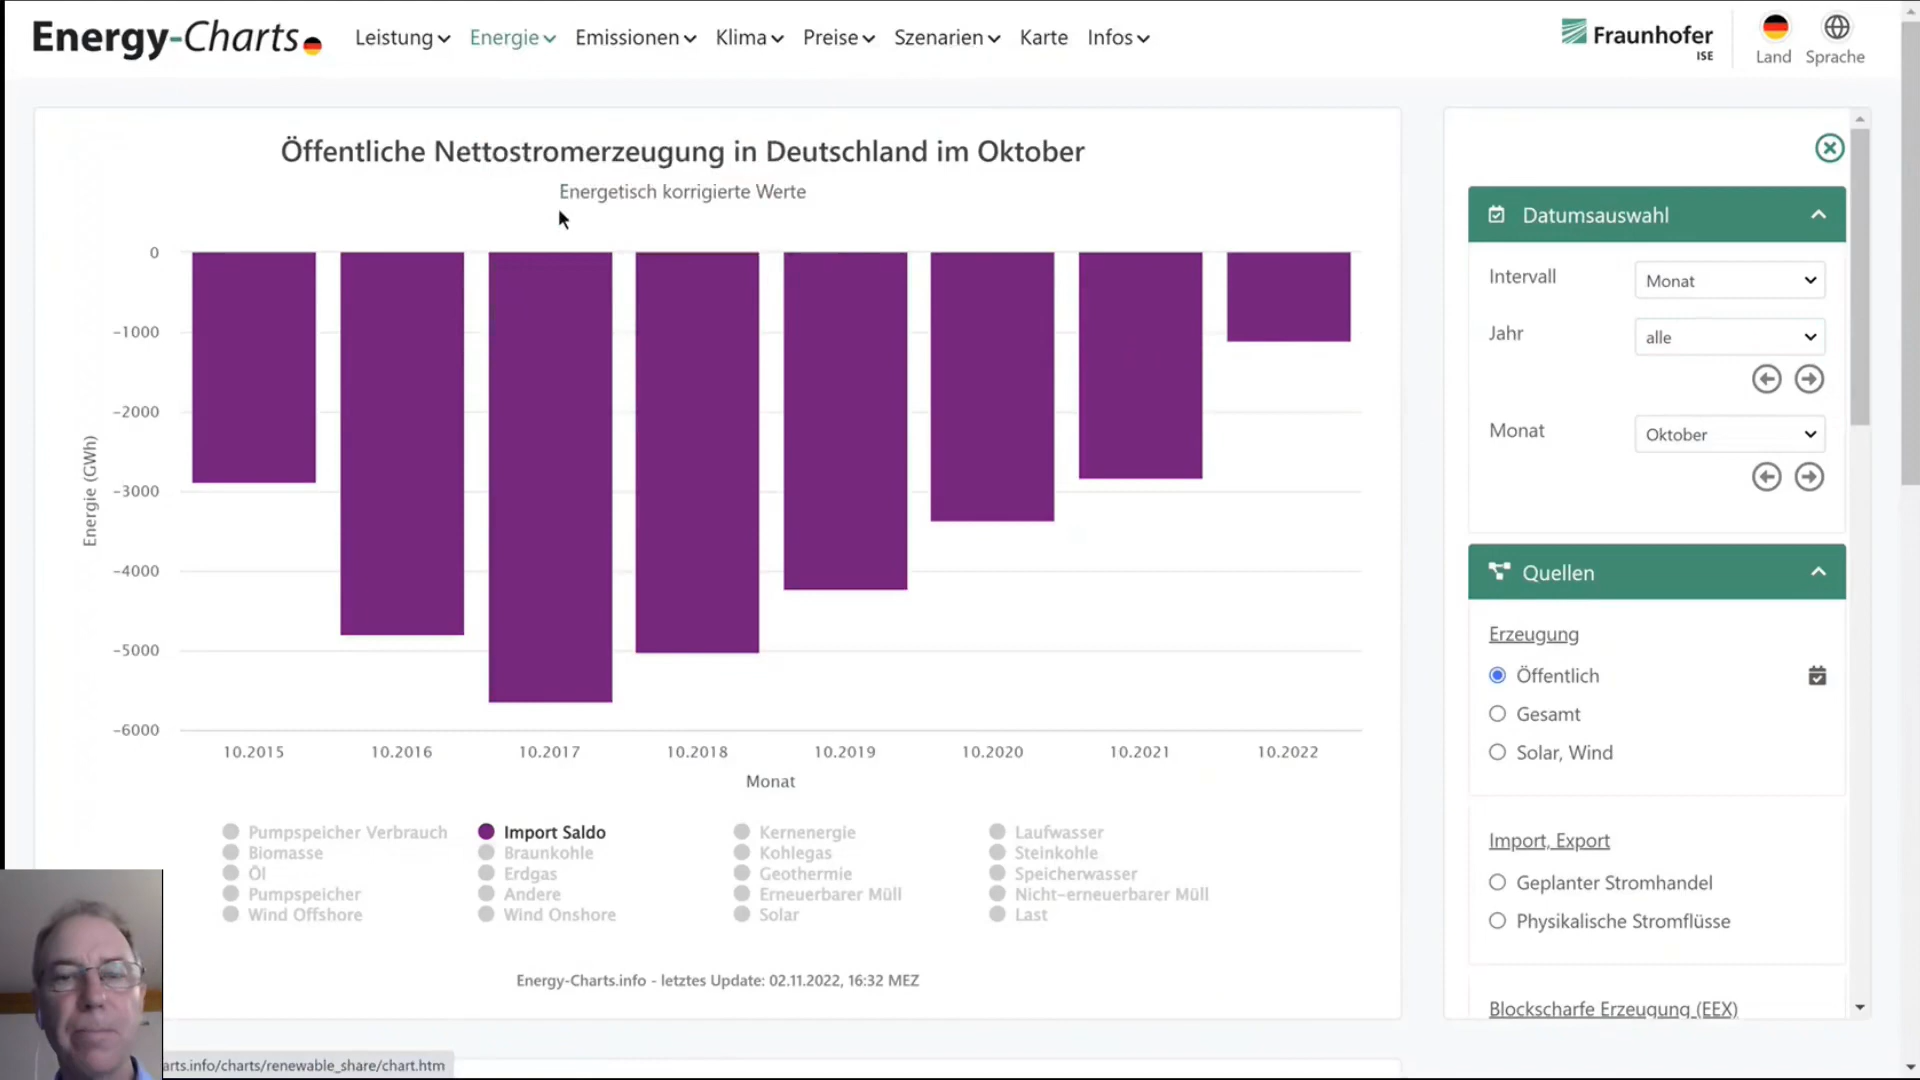 Energy-Charts
Leistung
Energie
Emissionen
Klima
Preise
Szenarien
Karte
Infos
Fraunhofer
ISE
Land
Sprache
Öffentliche Nettostromerzeugung in Deutschland im Oktober
Energetisch korrigierte Werte
Energie (GWh)
0
−1000
−2000
−3000
−4000
−5000
−6000
10.2015
10.2016
10.2017
10.2018
10.2019
10.2020
10.2021
10.2022
Monat
Pumpspeicher Verbrauch
Import Saldo
Kernenergie
Laufwasser
Biomasse
Braunkohle
Kohlegas
Steinkohle
Öl
Erdgas
Geothermie
Speicherwasser
Pumpspeicher
Andere
Erneuerbarer Müll
Nicht-erneuerbarer Müll
Wind Offshore
Wind Onshore
Solar
Last
Energy-Charts.info - letztes Update: 02.11.2022, 16:32 MEZ
Datumsauswahl
Intervall
Monat
Jahr
alle
Monat
Oktober
Quellen
Erzeugung
Öffentlich
Gesamt
Solar, Wind
Import, Export
Geplanter Stromhandel
Physikalische Stromflüsse
Blockscharfe Erzeugung (EEX)
arts.info/charts/renewable_share/chart.htm